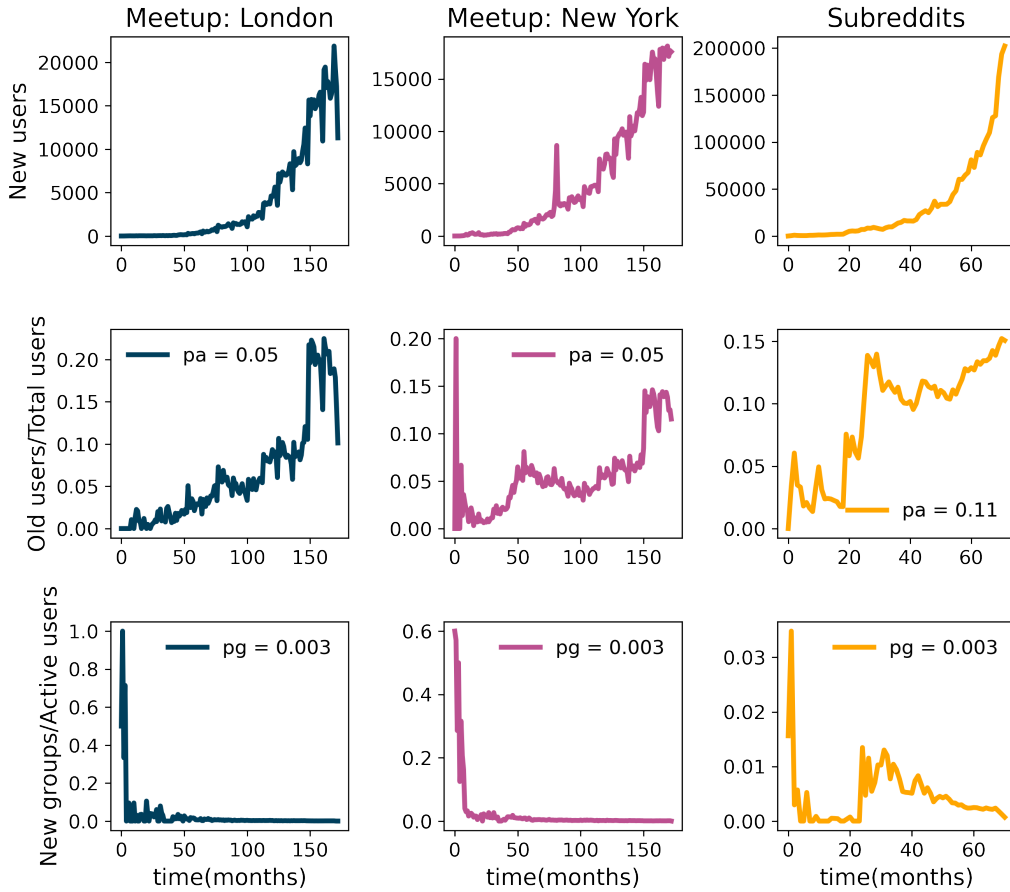 Meetup: London
Meetup: New York
Subreddits
New users
20000
15000
10000
5000
0
0 50 100 150
15000
10000
5000
0
0 50 100 150
200000
150000
100000
50000
0
0 20 40 60
Old users/Total users
0.20
0.15
0.10
0.05
0.00
pa = 0.05
0 50 100 150
0.20
0.15
0.10
0.05
0.00
pa = 0.05
0 50 100 150
0.15
0.10
0.05
0.00
pa = 0.11
0 20 40 60
New groups/Active users
1.0
0.8
0.6
0.4
0.2
0.0
pg = 0.003
0 50 100 150
time(months)
0.6
0.4
0.2
0.0
pg = 0.003
0 50 100 150
time(months)
0.03
0.02
0.01
0.00
pg = 0.003
0 20 40 60
time(months)